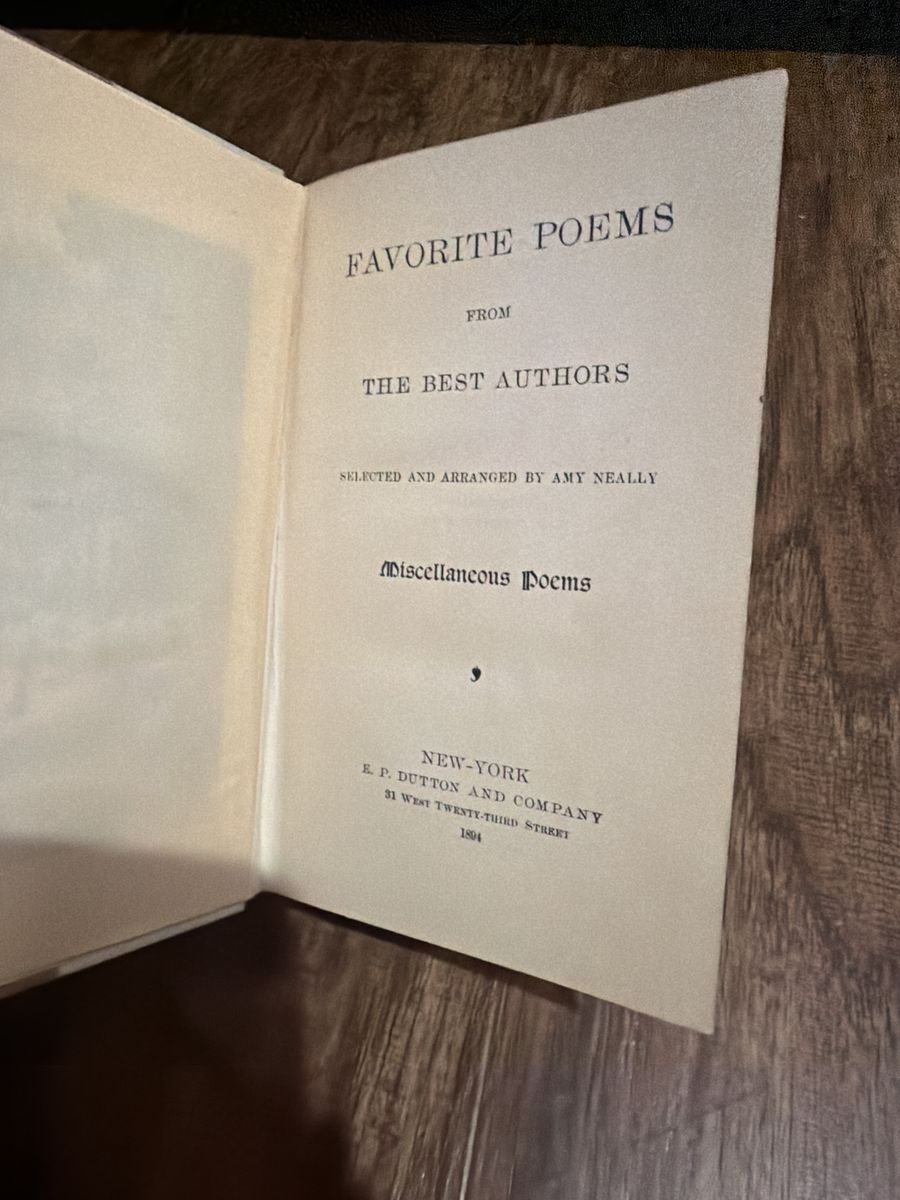 FAVORITE POEMS
FROM
THE BEST AUTHORS
SELECTED AND ARRANGED BY AMY NEALLY
Miscellaneous Poems
NEW-YORK
E. P. DUTTON AND COMPANY
31 WEST TWENTY-THIRD STREET
1894